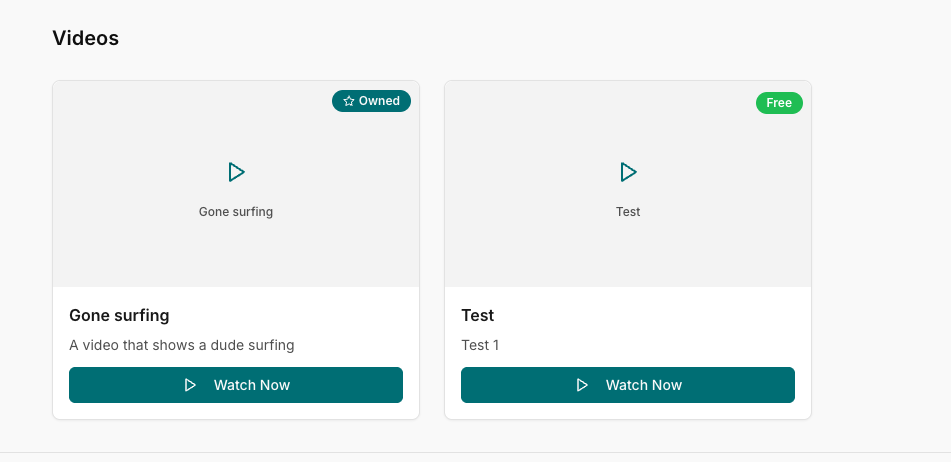 Videos
Owned
Gone surfing
Gone surfing
A video that shows a dude surfing
Watch Now
Free
Test
Test
Test 1
Watch Now